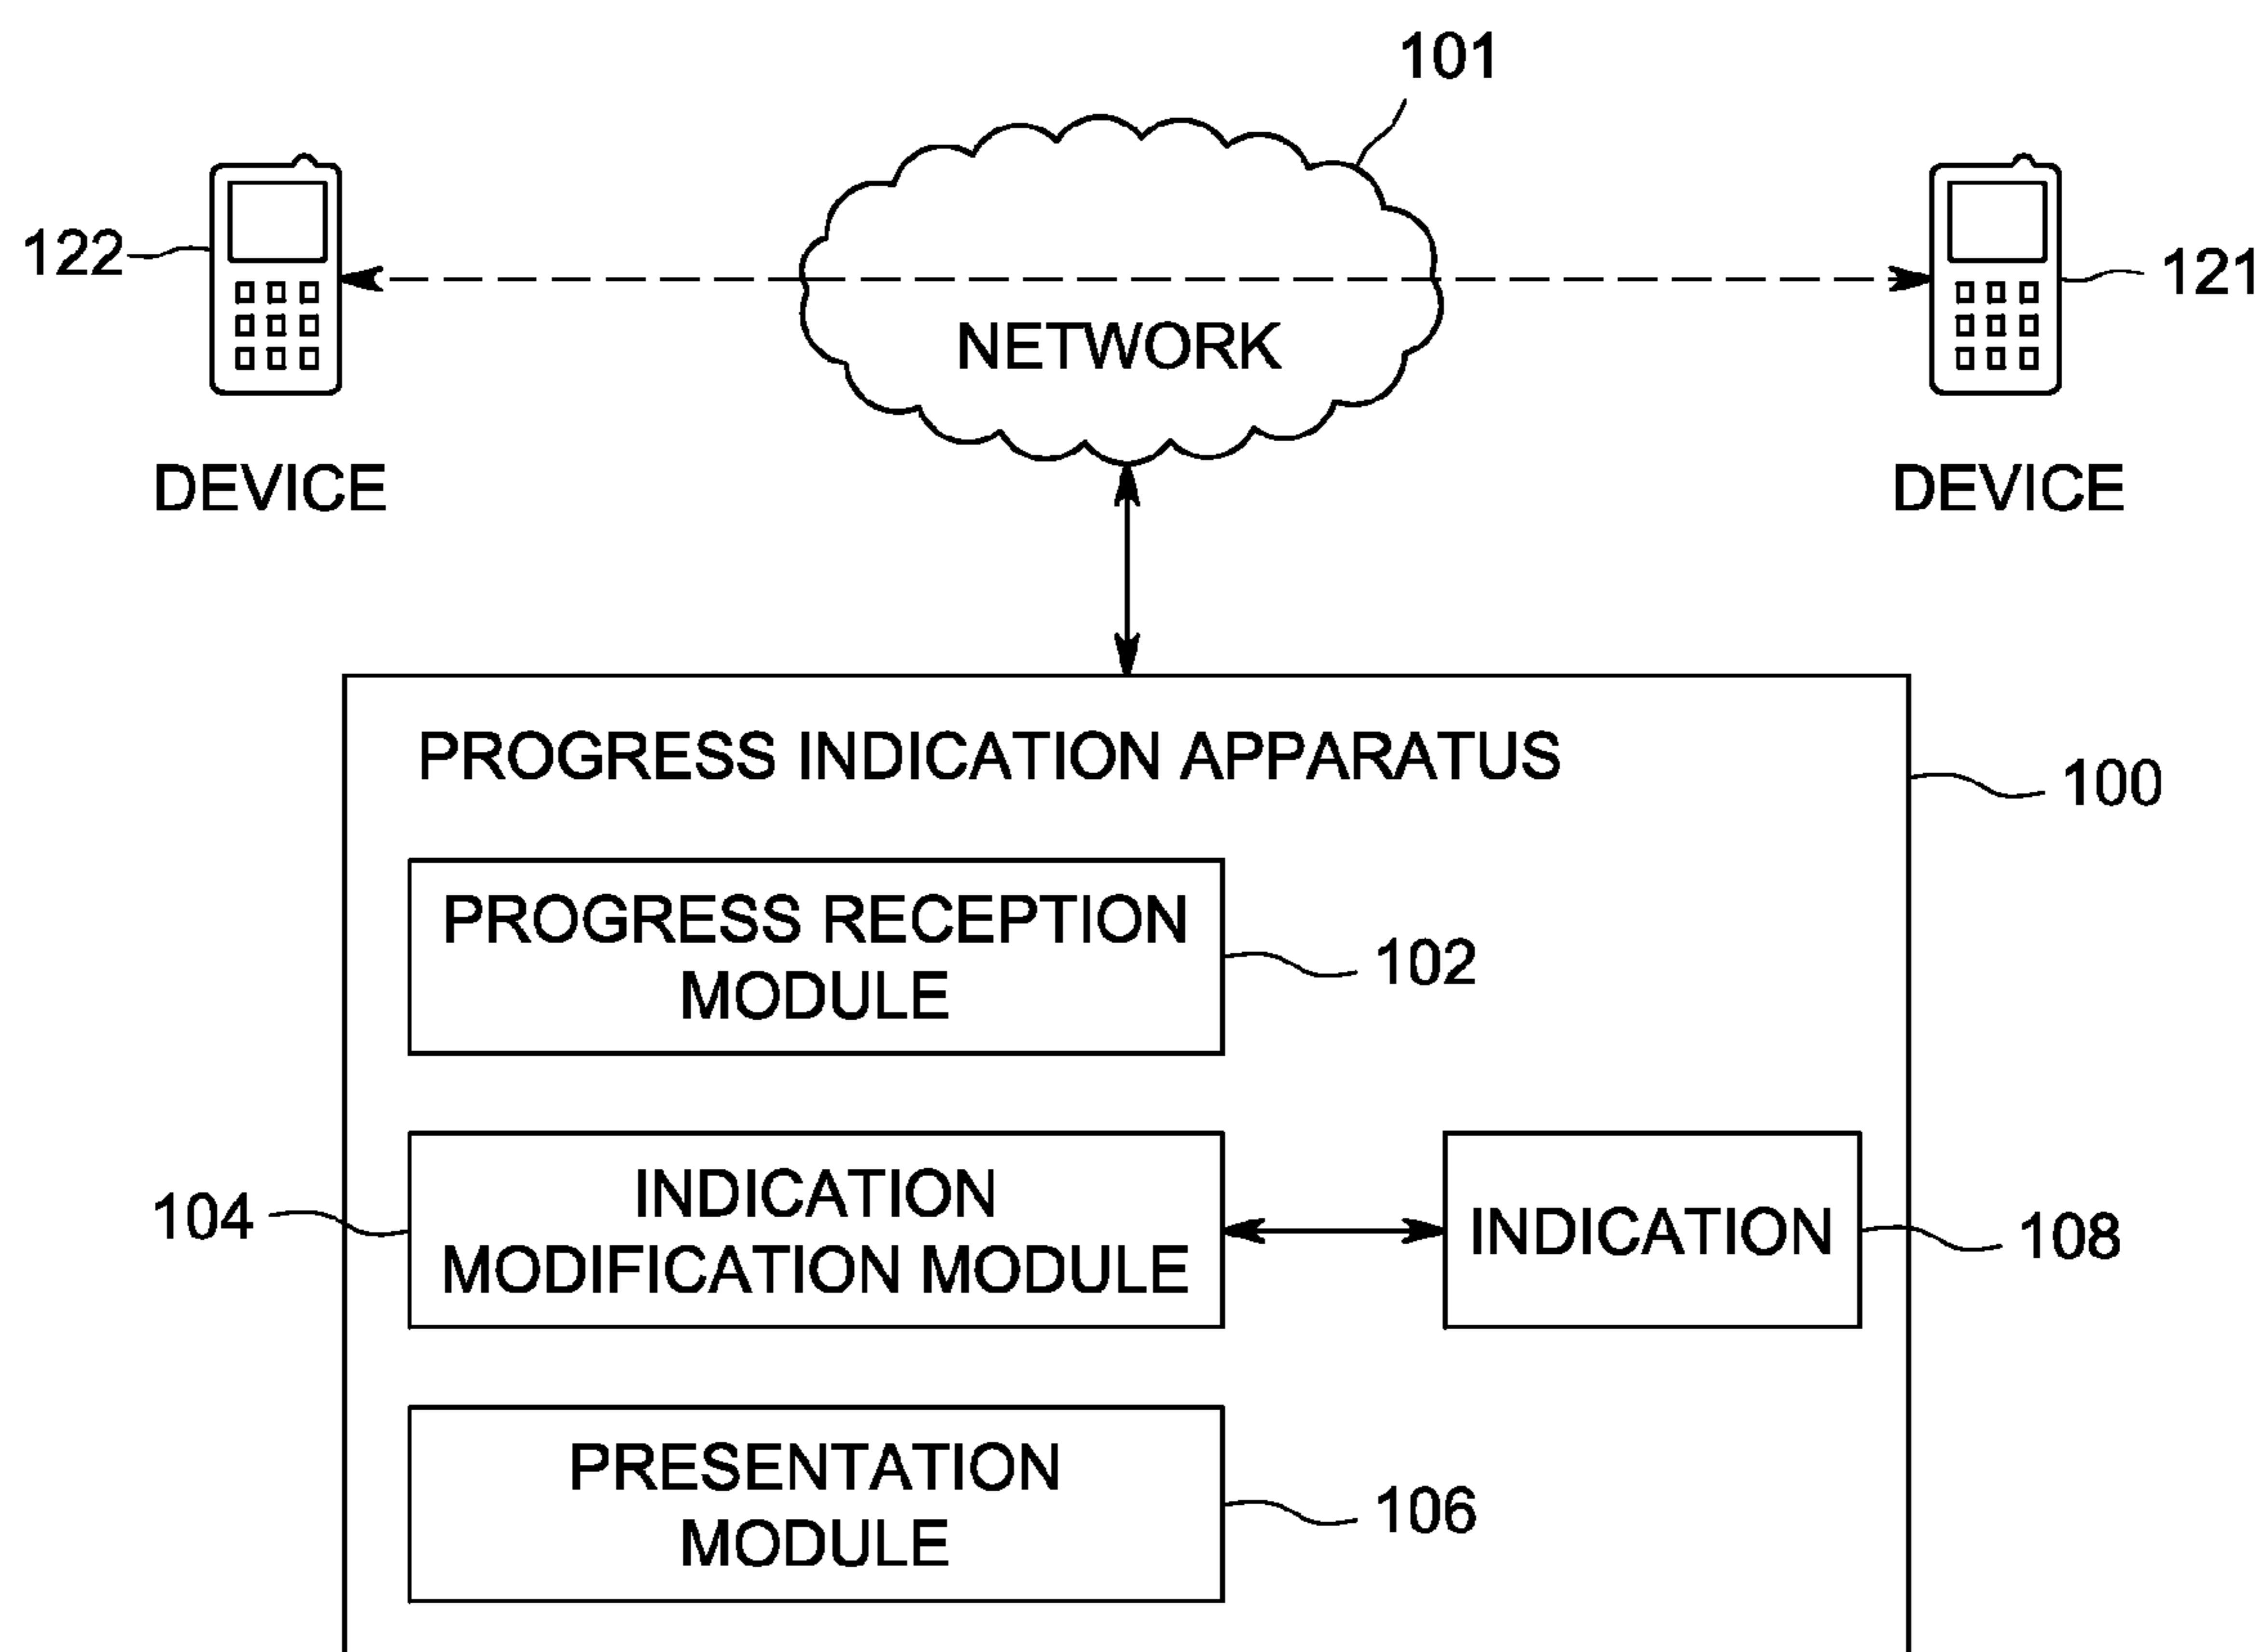 101
122
121
NETWORK
DEVICE
DEVICE
PROGRESS INDICATION APPARATUS
100
PROGRESS RECEPTION
MODULE
102
104
INDICATION
MODIFICATION MODULE
INDICATION
108
PRESENTATION
MODULE
106